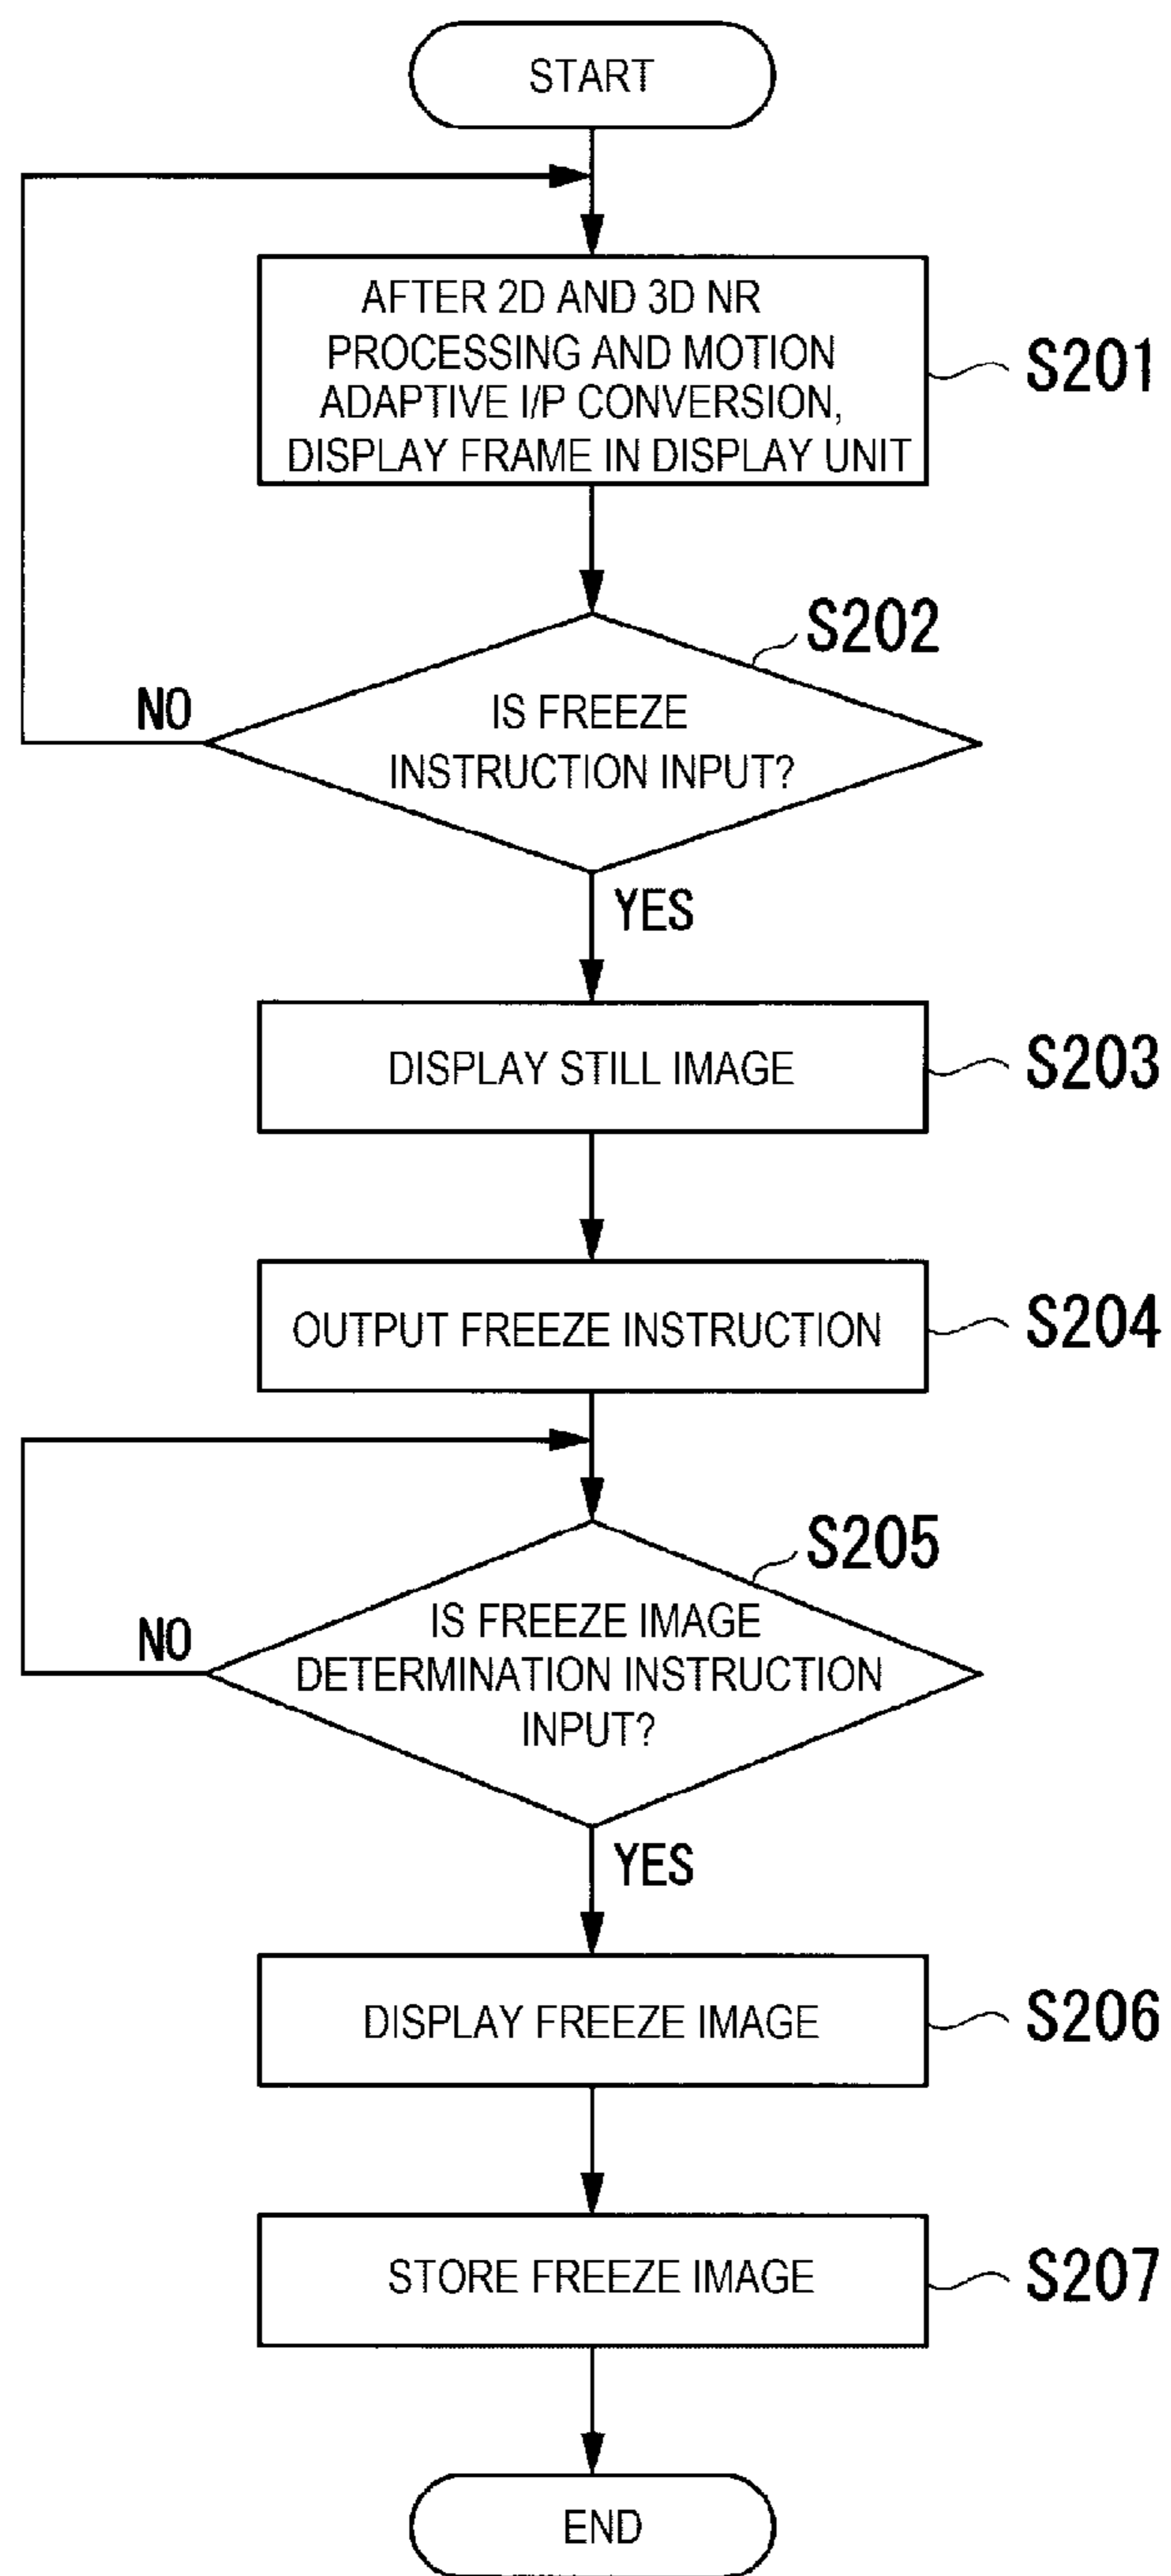 START
AFTER 2D AND 3D NR
PROCESSING AND MOTION
ADAPTIVE I/P CONVERSION,
DISPLAY FRAME IN DISPLAY UNIT
S201
S202
IS FREEZE
INSTRUCTION INPUT?
NO
YES
DISPLAY STILL IMAGE
S203
OUTPUT FREEZE INSTRUCTION
S204
S205
IS FREEZE IMAGE
DETERMINATION INSTRUCTION
INPUT?
NO
YES
DISPLAY FREEZE IMAGE
S206
STORE FREEZE IMAGE
S207
END